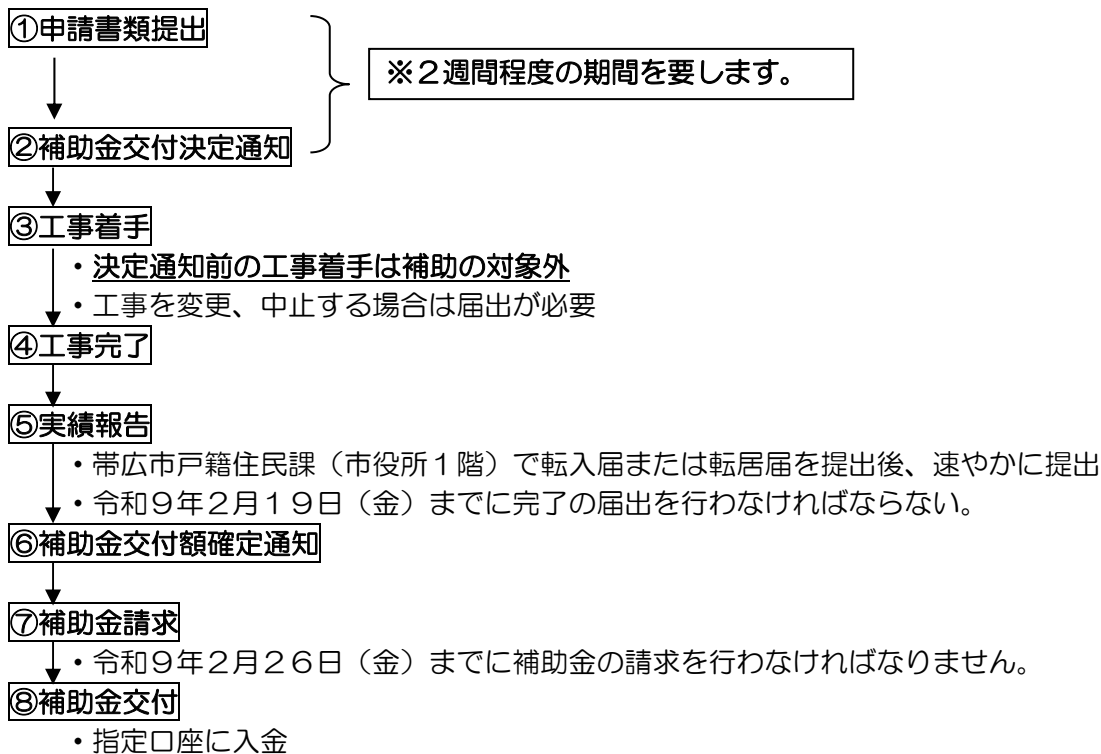 ①申請書類提出
※２週間程度の期間を要します。
②補助金交付決定通知
③工事着手
・決定通知前の工事着手は補助の対象外
・工事を変更、中止する場合は届出が必要
④工事完了
⑤実績報告
・帯広市戸籍住民課（市役所１階）で転入届または転居届を提出後、速やかに提出
・令和９年２月１９日（金）までに完了の届出を行わなければならない。
⑥補助金交付額確定通知
⑦補助金請求
・令和９年２月２６日（金）までに補助金の請求を行わなければなりません。
⑧補助金交付
・指定口座に入金